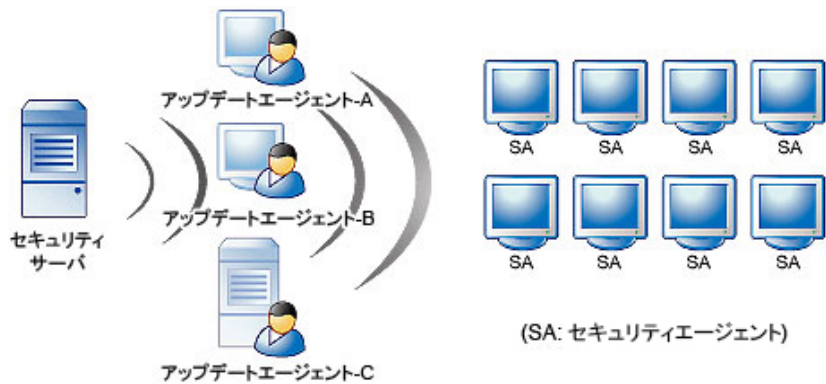 アップデートエージェント-A
アップデートエージェント-B
アップデートエージェント-C
セキュリティ
サーバ
SA SA SA SA
SA SA SA SA
(SA: セキュリティエージェント)